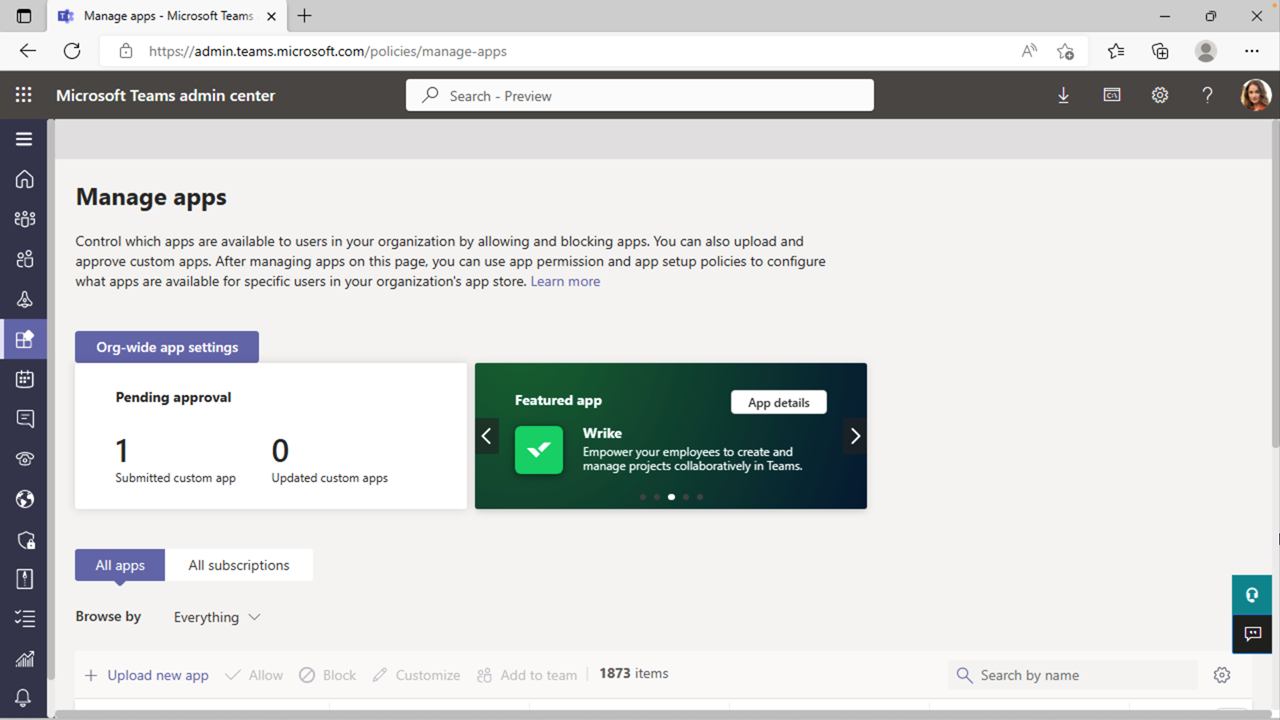 Manage apps - Microsoft Teams
https://admin.teams.microsoft.com/policies/manage-apps
Microsoft Teams admin center
Search - Preview
Manage apps
Control which apps are available to users in your organization by allowing and blocking apps. You can also upload and
approve custom apps. After managing apps on this page, you can use app permission and app setup policies to configure
what apps are available for specific users in your organization's app store. Learn more
Org-wide app settings
Pending approval
1
Submitted custom app
0
Updated custom apps
Featured app
App details
Wrike
Empower your employees to create and
manage projects collaboratively in Teams.
All apps
All subscriptions
Browse by
Everything
Upload new app
Allow
Block
Customize
Add to team
1873 items
Search by name